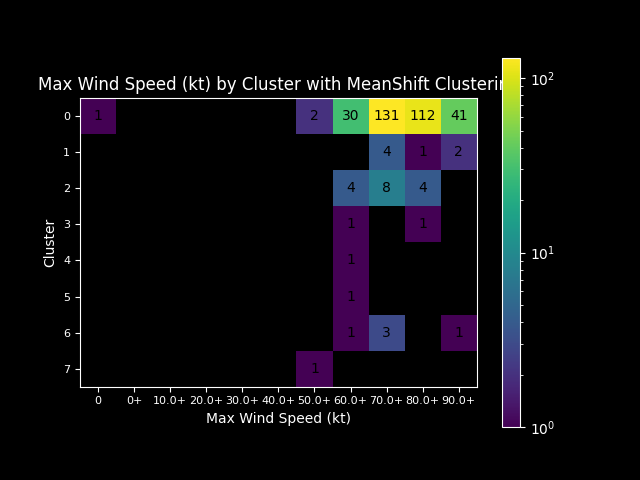 Max Wind Speed (kt) by Cluster with MeanShift Clusterin
10²
0 1 2 30 131 112 41
1 4 1 2
2 4 8 4
3 1 1
4 1
10¹
5 1
6 1 3 1
7 1
Cluster
0 0+ 10.0+ 20.0+ 30.0+ 40.0+ 50.0+ 60.0+ 70.0+ 80.0+ 90.0+
Max Wind Speed (kt)
10⁰